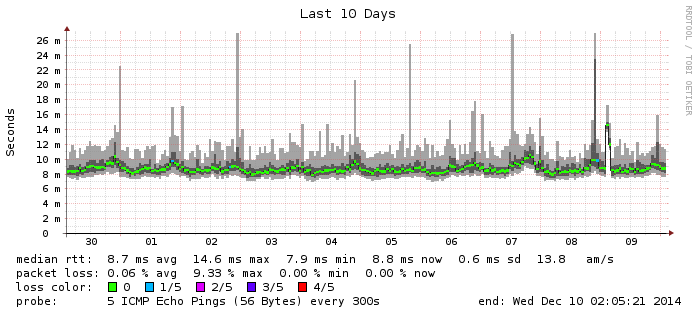 Last 10 Days
RRDTOOL / TOBI OETIKER
Seconds
26 m
24 m
22 m
20 m
18 m
16 m
14 m
12 m
10 m
8 m
6 m
4 m
2 m
0
30 01 02 03 04 05 06 07 08 09
median rtt: 8.7 ms avg 14.6 ms max 7.9 ms min 8.8 ms now 0.6 ms sd 13.8 am/s
packet loss: 0.06 % avg 9.33 % max 0.00 % min 0.00 % now
loss color: 0 1/5 2/5 3/5 4/5
probe: 5 ICMP Echo Pings (56 Bytes) every 300s end: Wed Dec 10 02:05:21 2014